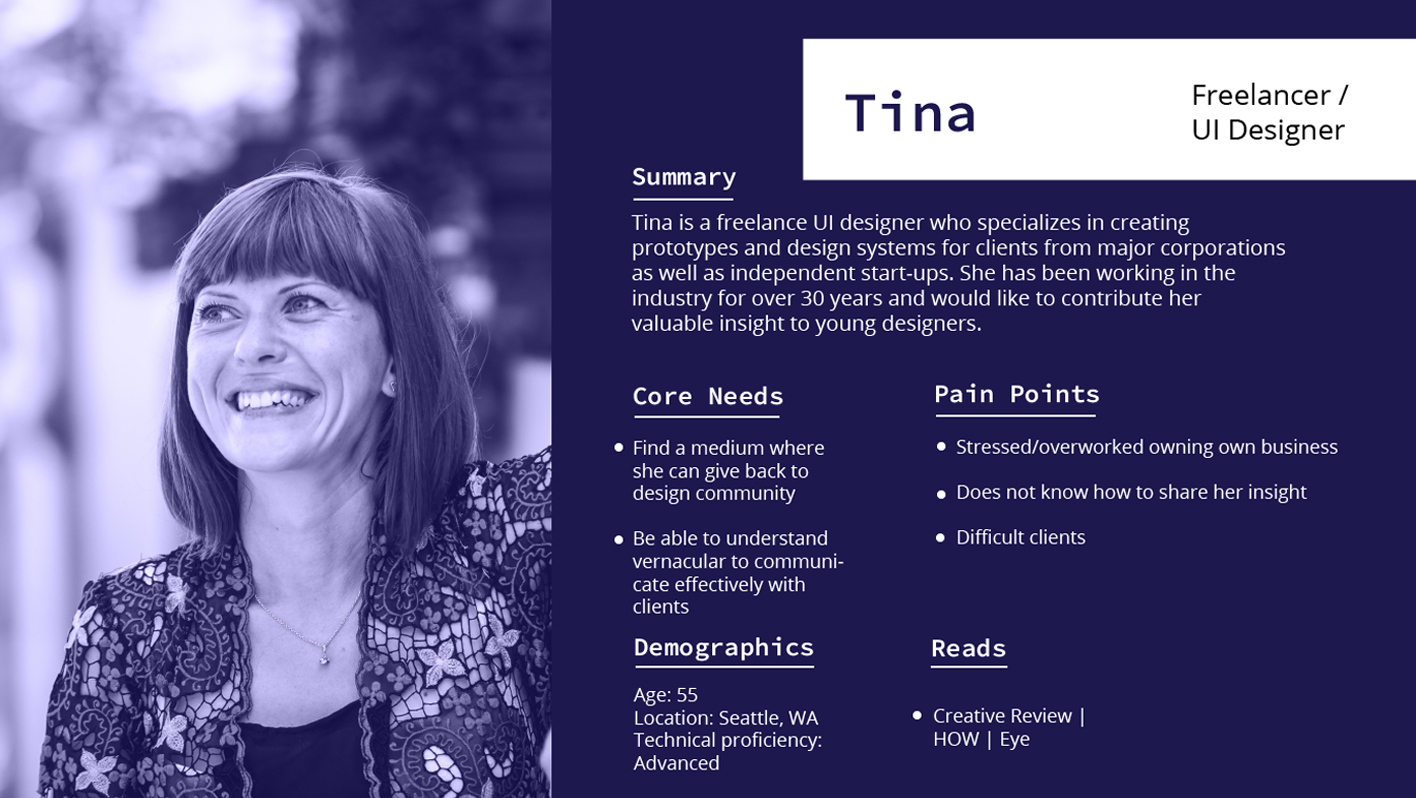 Tina
Freelancer /
UI Designer
Summary
Tina is a freelance UI designer who specializes in creating
prototypes and design systems for clients from major corporations
as well as independent start-ups. She has been working in the
industry for over 30 years and would like to contribute her
valuable insight to young designers.
Core Needs
• Find a medium where
she can give back to
design community
• Be able to understand
vernacular to communi-
cate effectively with
clients
Pain Points
• Stressed/overworked owning own business
• Does not know how to share her insight
• Difficult clients
Demographics
Age: 55
Location: Seattle, WA
Technical proficiency:
Advanced
Reads
• Creative Review |
HOW | Eye